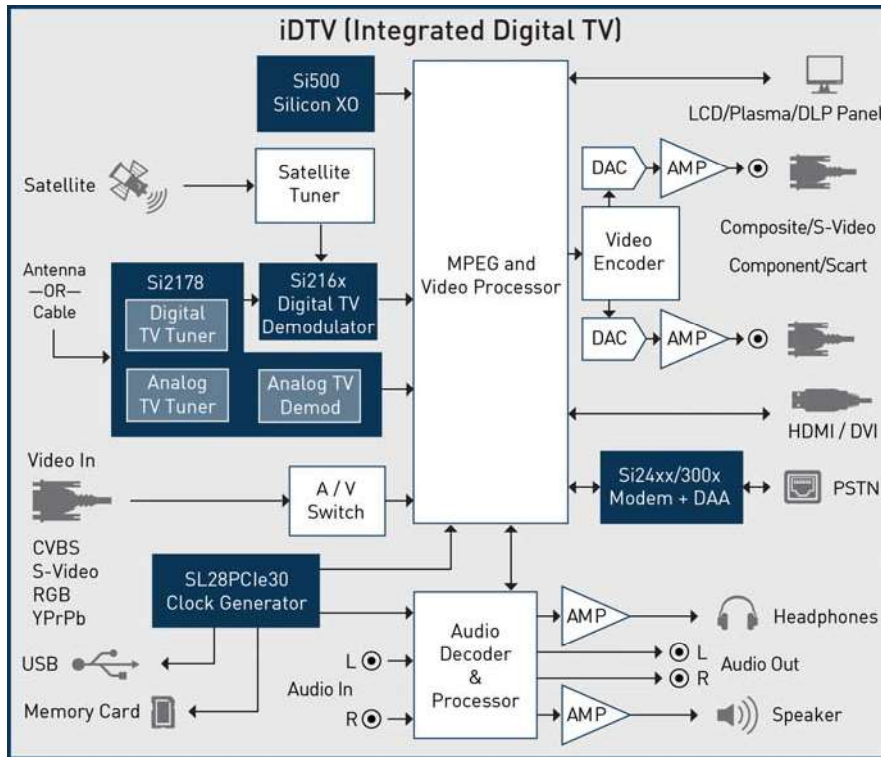 iDTV (Integrated Digital TV)
Si500
Silicon XO
Satellite
Satellite
Tuner
Antenna
—OR—
Cable
Si2178
Digital
TV Tuner
Analog
TV Tuner
Analog TV
Demod
Si216x
Digital TV
Demodulator
Video In
CVBS
S-Video
RGB
YPrPb
A / V
Switch
SL28PCIe30
Clock Generator
USB
Memory Card
MPEG and
Video Processor
Video
Encoder
DAC
AMP
DAC
AMP
LCD/Plasma/DLP Panel
Composite/S-Video
Component/Scart
HDMI / DVI
Si24xx/300x
Modem + DAA
PSTN
L
Audio In
R
Audio
Decoder
&
Processor
AMP
Headphones
L
Audio Out
R
AMP
Speaker